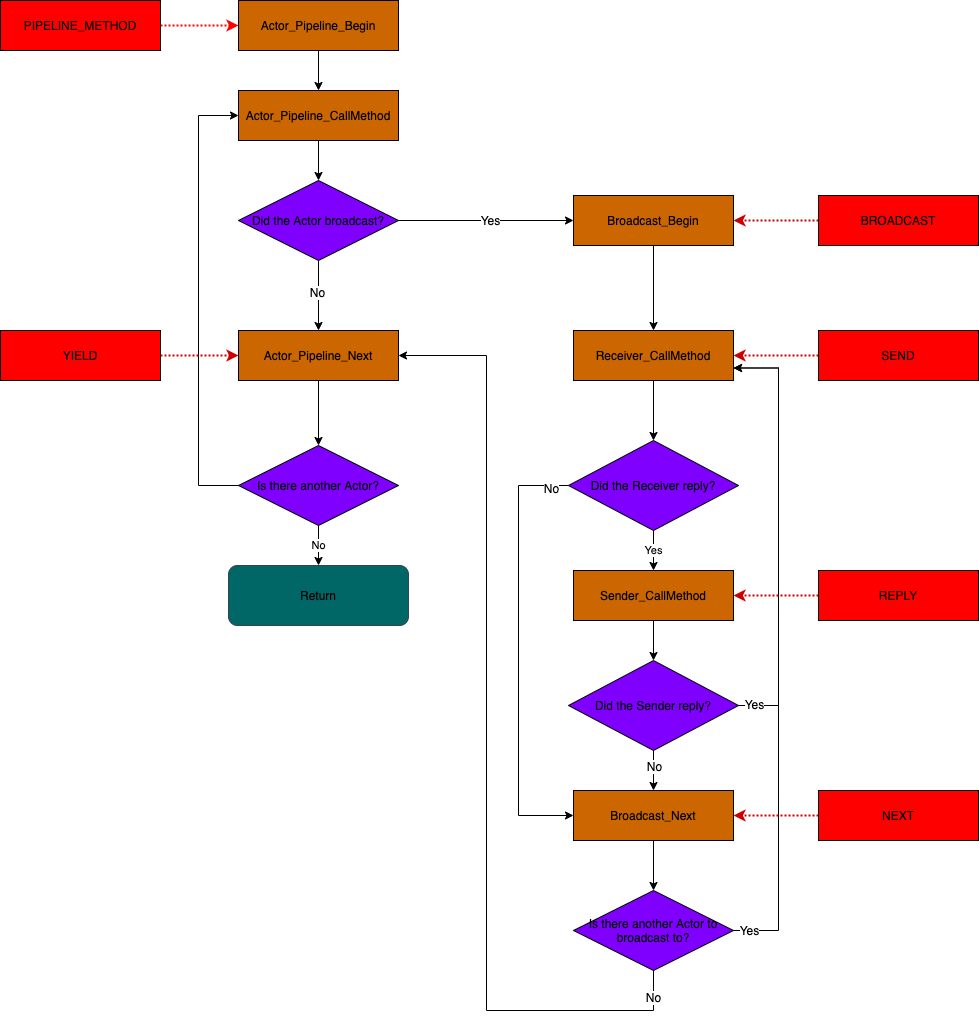 PIPELINE_METHOD
Actor_Pipeline_Begin
Actor_Pipeline_CallMethod
Did the Actor broadcast?
Yes
Broadcast_Begin
BROADCAST
No
YIELD
Actor_Pipeline_Next
Receiver_CallMethod
SEND
Is there another Actor?
No
Did the Receiver reply?
No
Yes
Return
Sender_CallMethod
REPLY
Did the Sender reply?
Yes
No
Broadcast_Next
NEXT
Is there another Actor to
broadcast to?
Yes
No